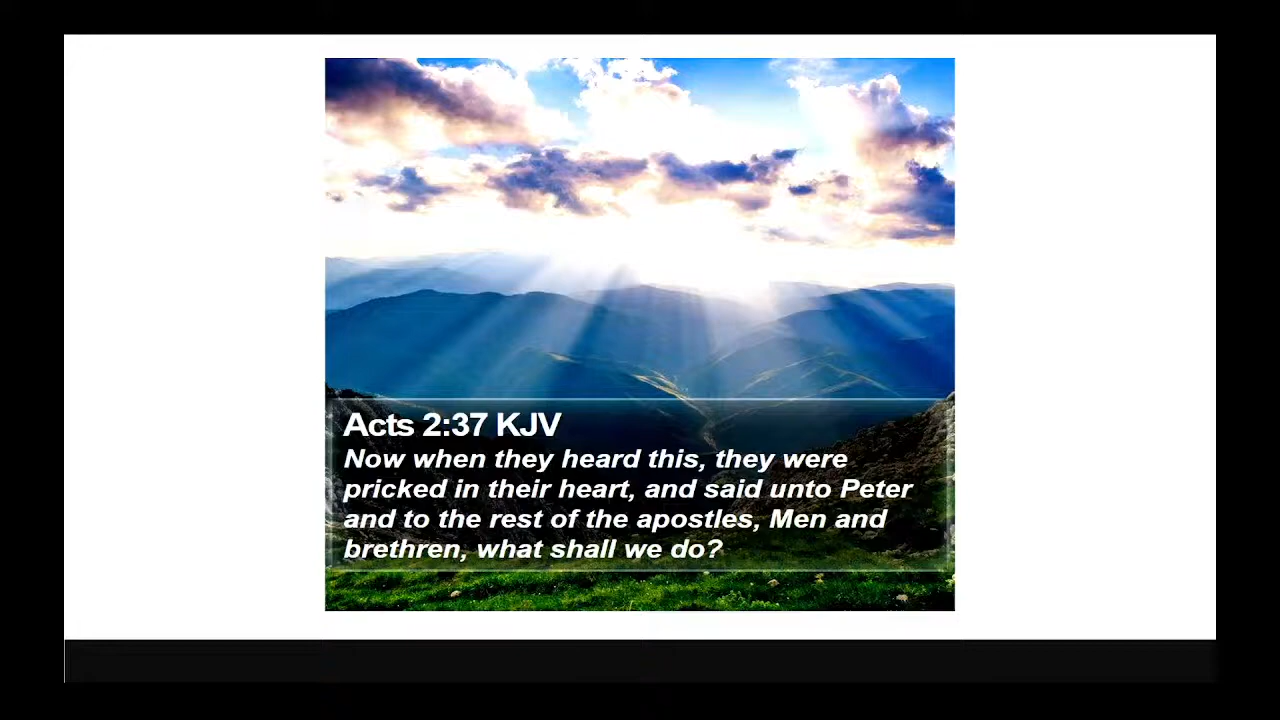 Acts 2:37 KJV
Now when they heard this, they were
pricked in their heart, and said unto Peter
and to the rest of the apostles, Men and
brethren, what shall we do?